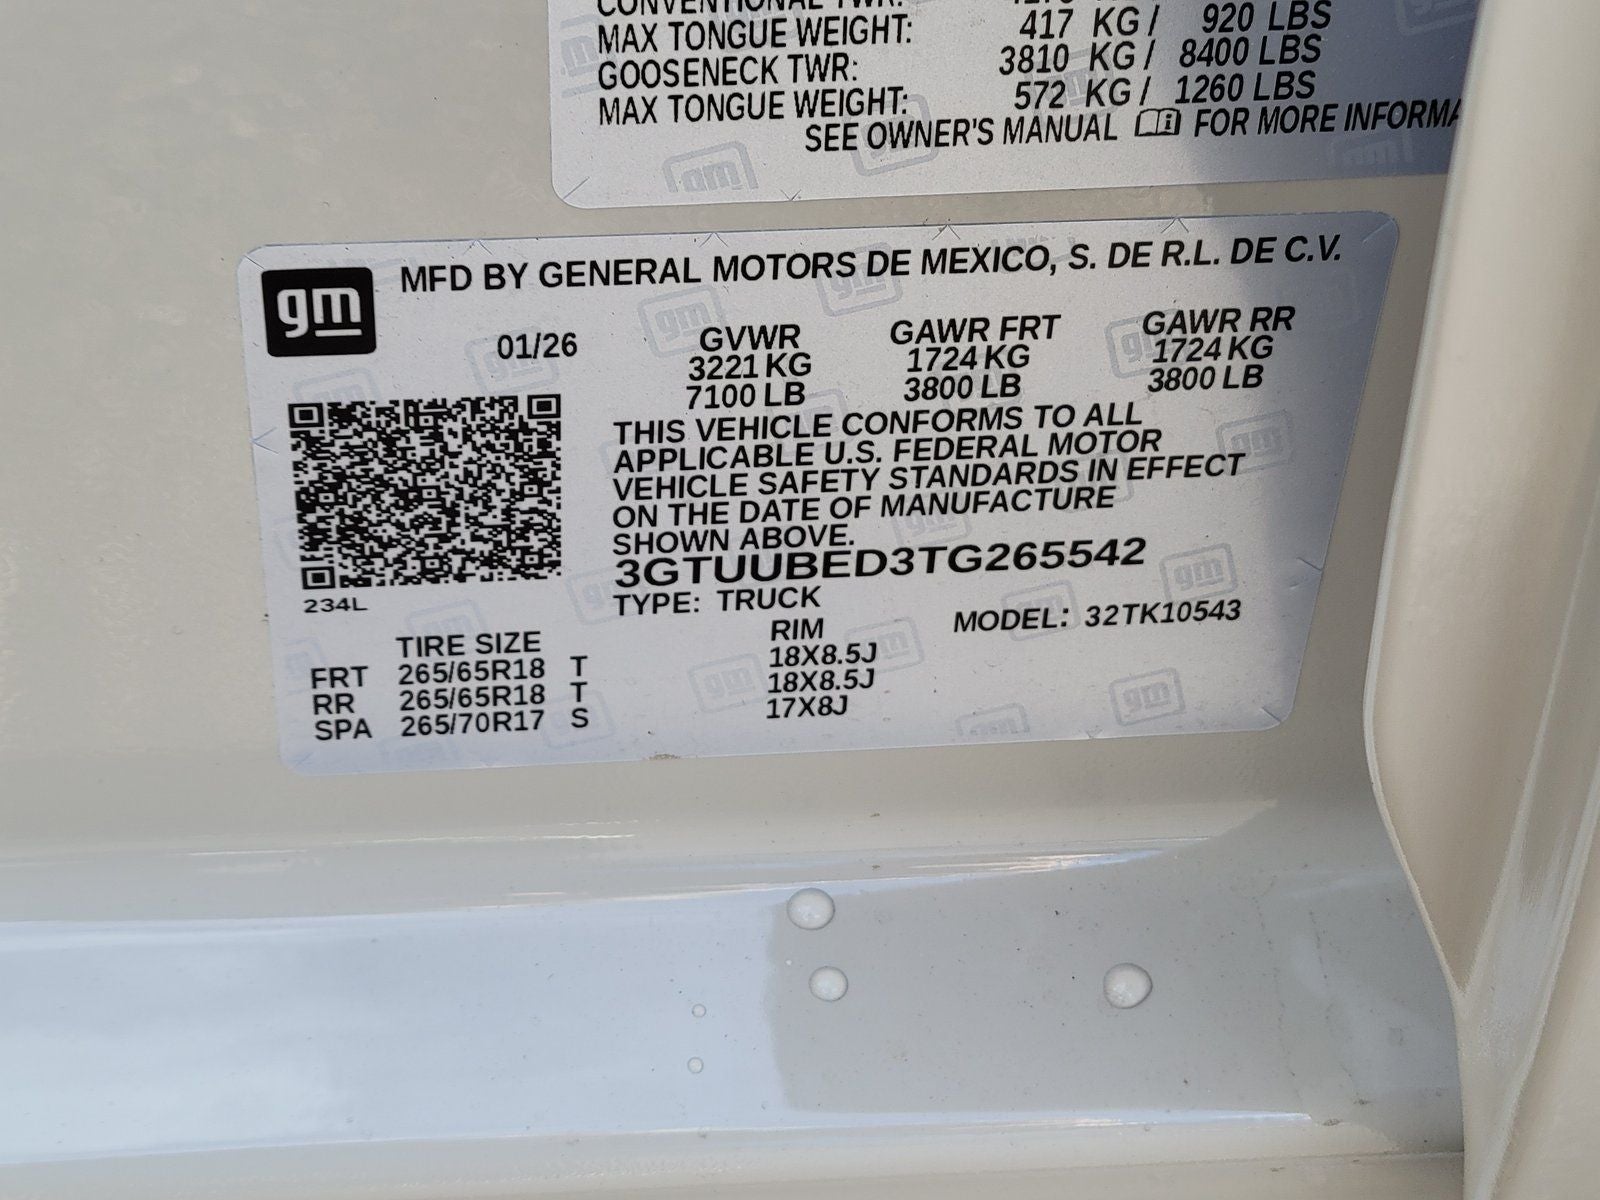 CONVENTIONAL TWR:
MAX TONGUE WEIGHT: 417 KG / 920 LBS
GOOSENECK TWR: 3810 KG / 8400 LBS
MAX TONGUE WEIGHT: 572 KG / 1260 LBS
SEE OWNER'S MANUAL FOR MORE INFORMA
gm MFD BY GENERAL MOTORS DE MEXICO, S. DE R.L. DE C.V.
01/26 GVWR GAWR FRT GAWR RR
3221 KG 1724 KG 1724 KG
7100 LB 3800 LB 3800 LB
THIS VEHICLE CONFORMS TO ALL
APPLICABLE U.S. FEDERAL MOTOR
VEHICLE SAFETY STANDARDS IN EFFECT
ON THE DATE OF MANUFACTURE
SHOWN ABOVE.
3GTUUBED3TG265542
234L
TYPE: TRUCK MODEL: 32TK10543
TIRE SIZE RIM
FRT 265/65R18 T 18X8.5J
RR 265/65R18 T 18X8.5J
SPA 265/70R17 S 17X8J